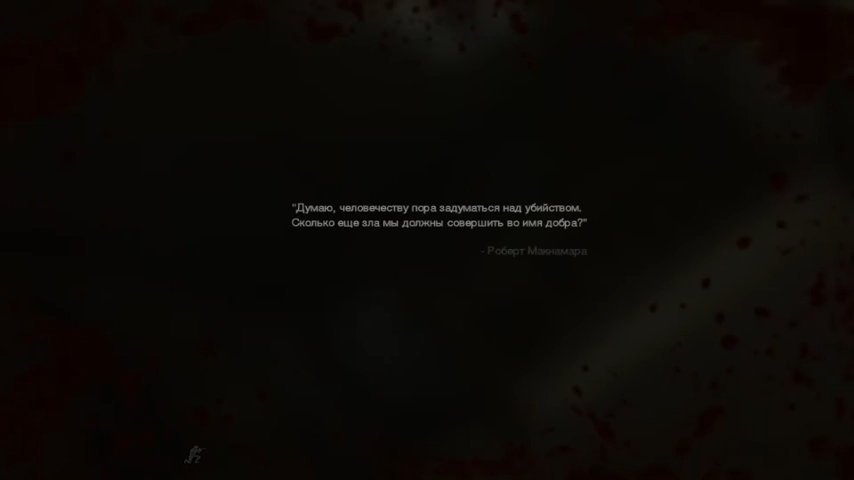 "Думаю, человечеству пора задуматься над убийством.
Сколько еще зла мы должны совершить во имя добра?"
- Роберт Макнамара